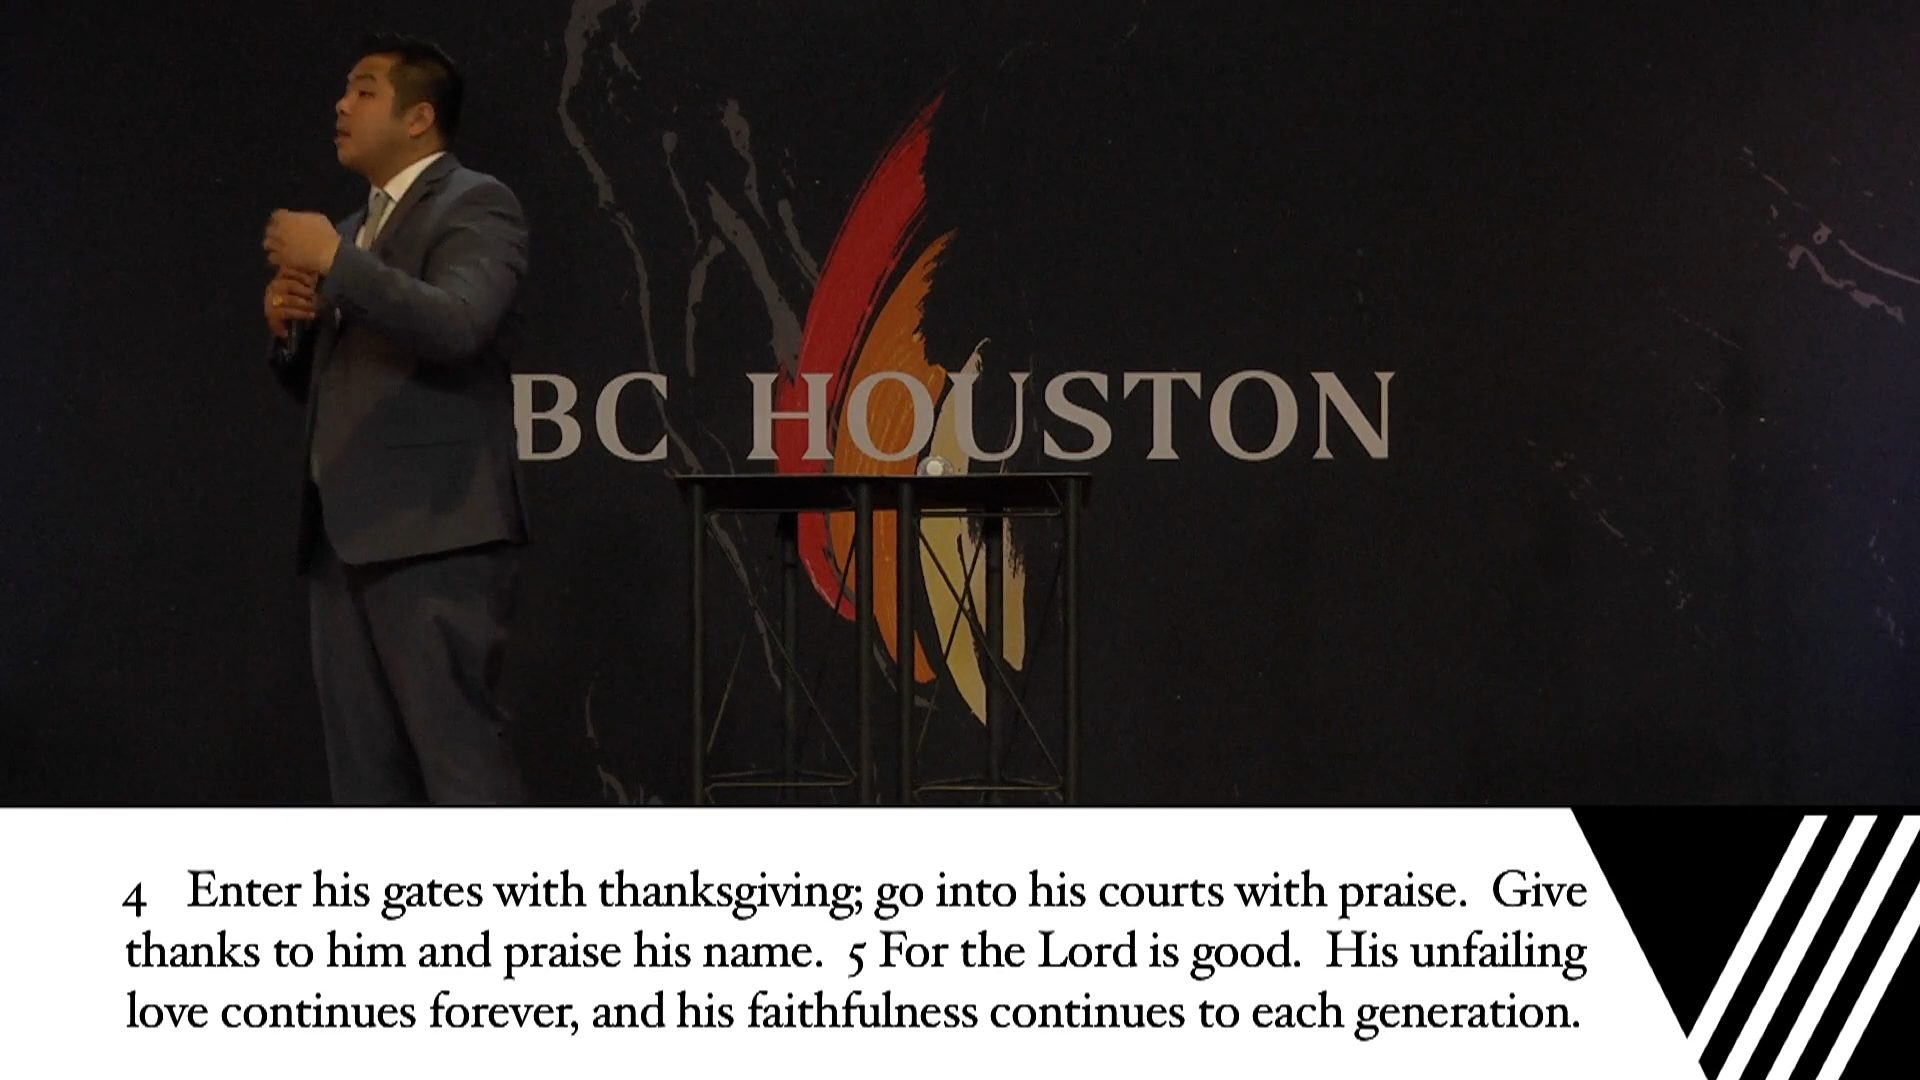 BC HOUSTON
4 Enter his gates with thanksgiving; go into his courts with praise. Give
thanks to him and praise his name. 5 For the Lord is good. His unfailing
love continues forever, and his faithfulness continues to each generation.